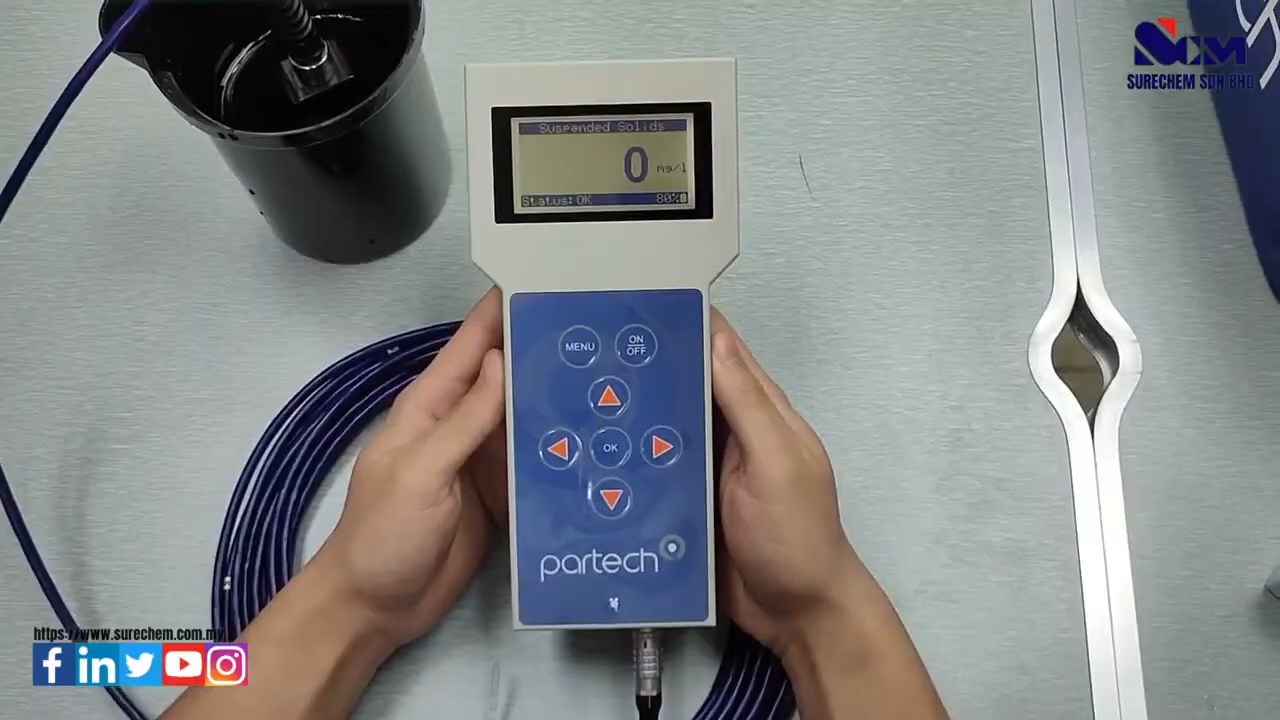 SCM
SURECHEM SDN BHD
Suspended Solids
0 mg/l
Status: OK 80%
MENU
ON
OFF
OK
partech
https://www.surechem.com.my